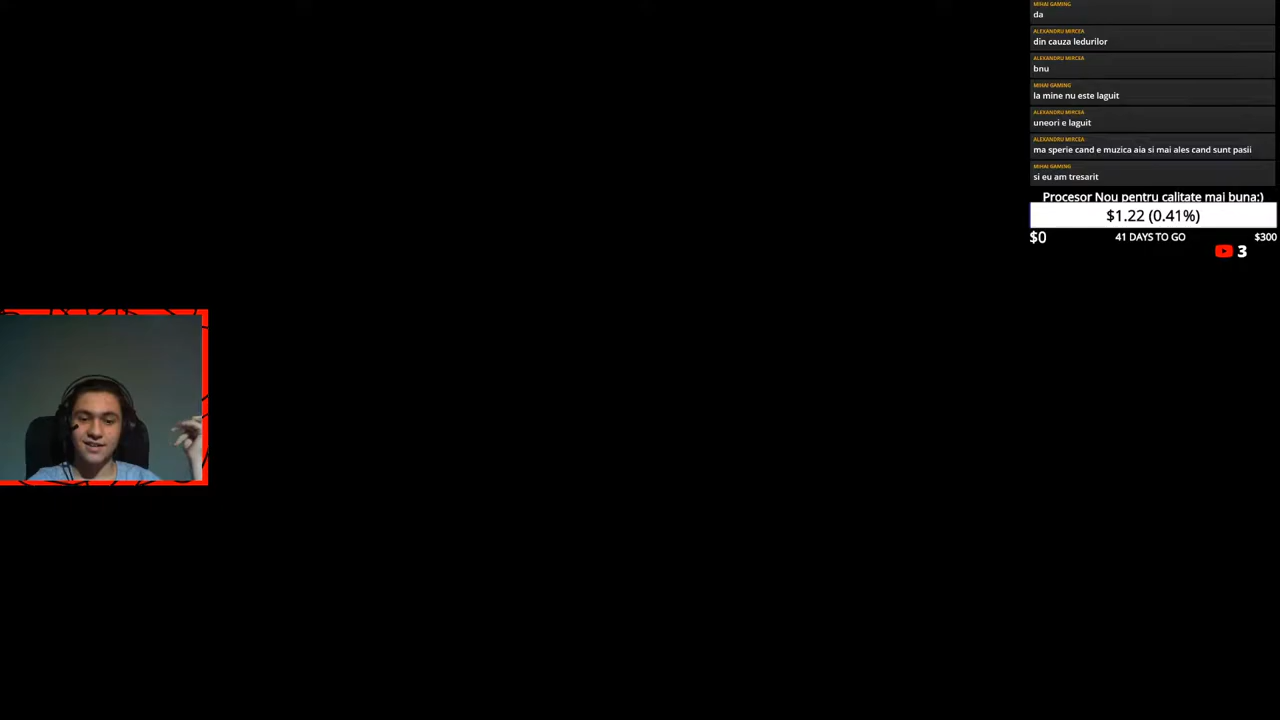 MIHAI GAMING
da
ALEXANDRU MIRCEA
din cauza ledurilor
ALEXANDRU MIRCEA
bnu
MIHAI GAMING
la mine nu este laguit
ALEXANDRU MIRCEA
uneori e laguit
ALEXANDRU MIRCEA
ma sperie cand e muzica aia si mai ales cand sunt pasii
MIHAI GAMING
si eu am tresarit
Procesor Nou pentru calitate mai buna:)
$1.22 (0.41%)
$0 41 DAYS TO GO $300
3